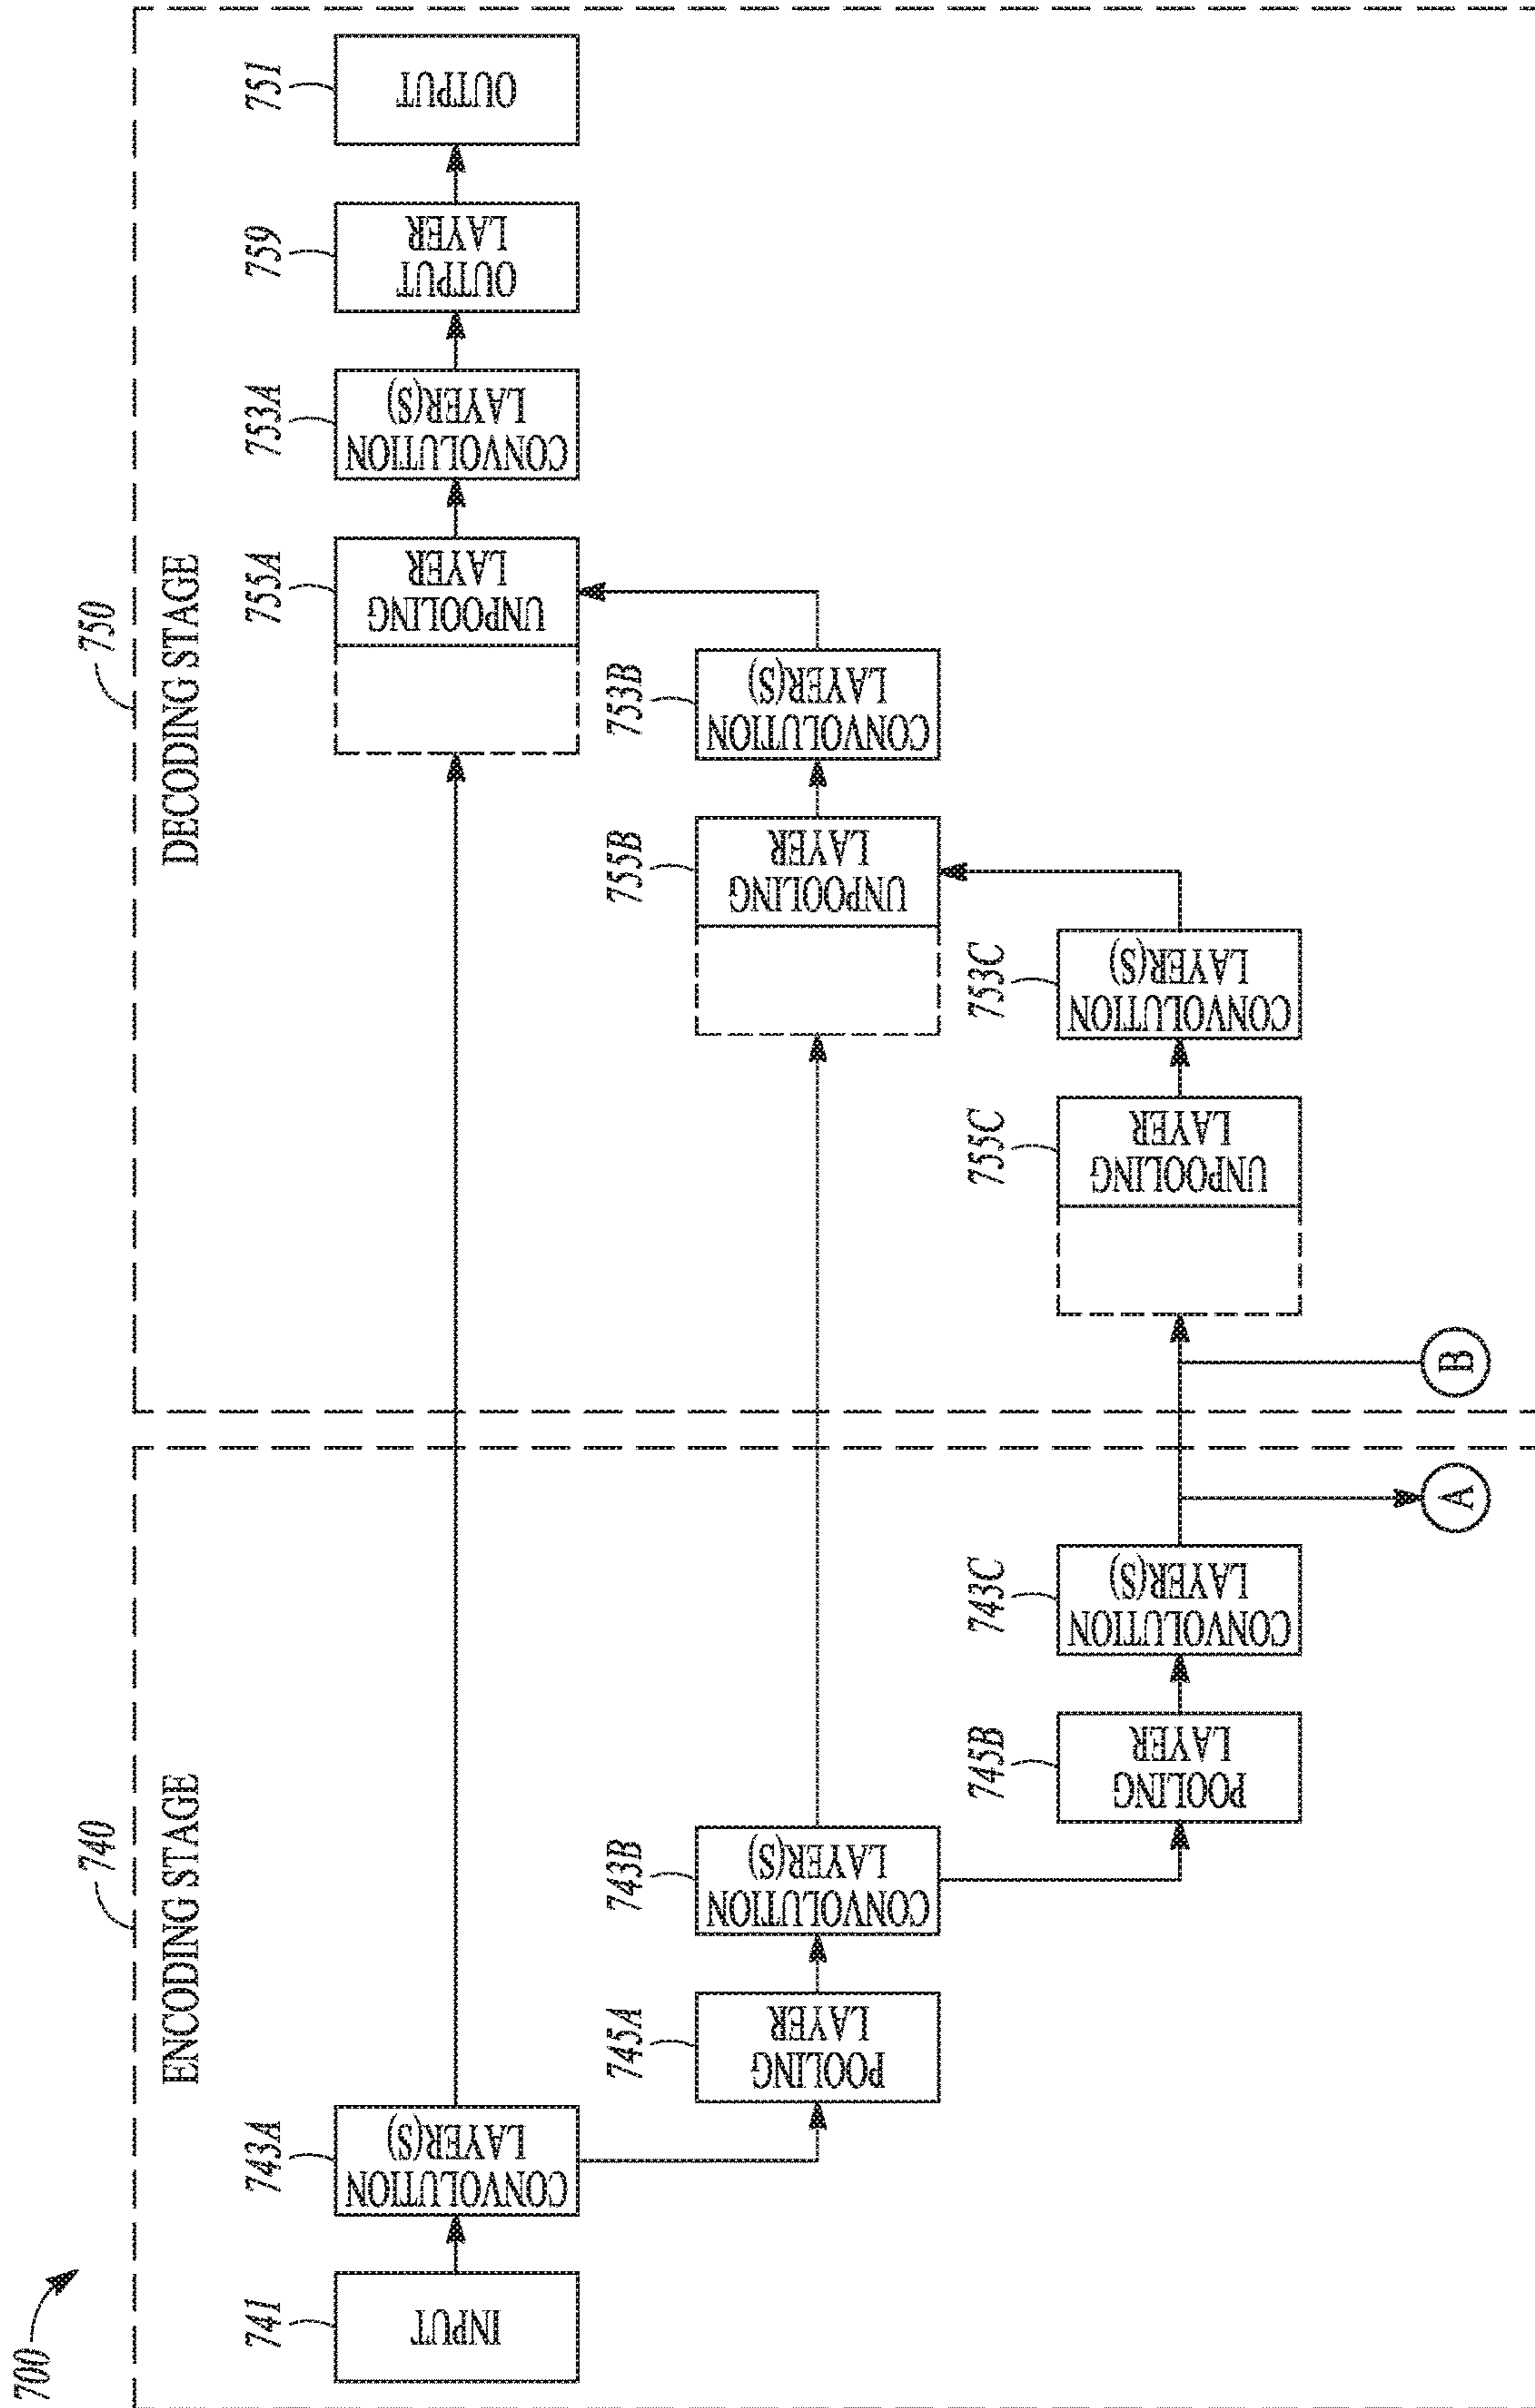 700
740
750
ENCODING STAGE
DECODING STAGE
741
743A
755A
753A
759
751
INPUT
CONVOLUTION
LAYER(S)
UNPOOLING
LAYER
CONVOLUTION
LAYER(S)
OUTPUT
LAYER
OUTPUT
745A
743B
755B
753B
POOLING
LAYER
CONVOLUTION
LAYER(S)
UNPOOLING
LAYER
CONVOLUTION
LAYER(S)
745B
743C
755C
753C
POOLING
LAYER
CONVOLUTION
LAYER(S)
UNPOOLING
LAYER
CONVOLUTION
LAYER(S)
A
B